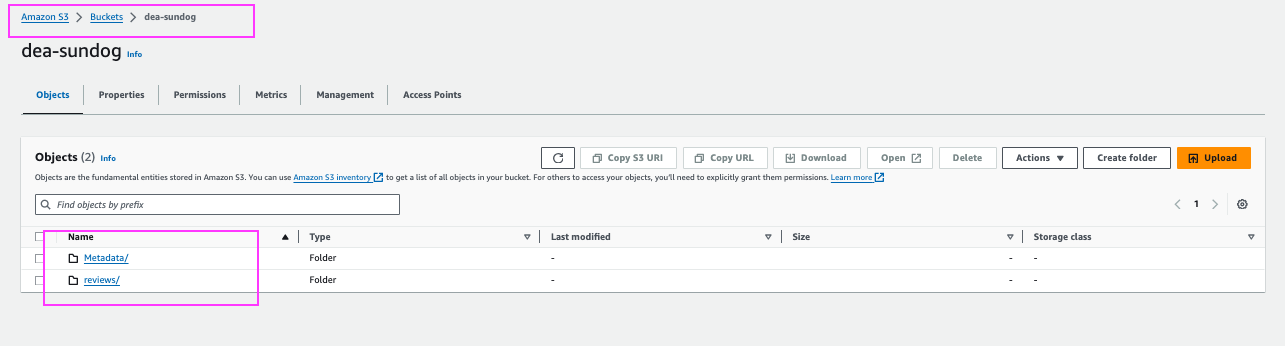 Amazon S3 > Buckets > dea-sundog
dea-sundog Info
Objects Properties Permissions Metrics Management Access Points
Objects (2) Info Copy S3 URI Copy URL Download Open Delete Actions Create folder Upload
Objects are the fundamental entities stored in Amazon S3. You can use Amazon S3 inventory to get a list of all objects in your bucket. For others to access your objects, you'll need to explicitly grant them permissions. Learn more
Find objects by prefix 1
Name Type Last modified Size Storage class
Metadata/ Folder - - -
reviews/ Folder - - -